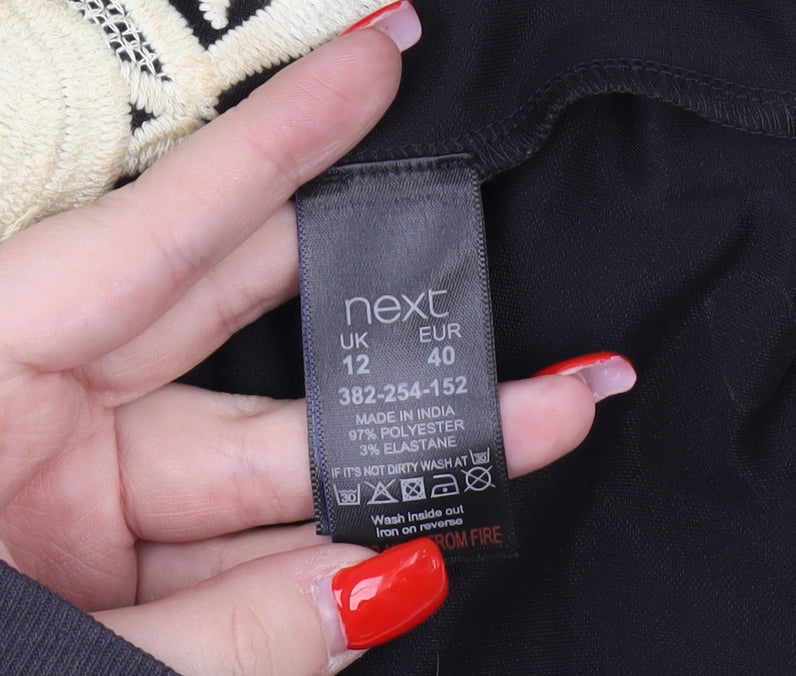 next
UK EUR
12 40
382-254-152
MADE IN INDIA
97% POLYESTER
3% ELASTANE
IF IT'S NOT DIRTY WASH AT
30
Wash inside out
Iron on reverse
FROM FIRE